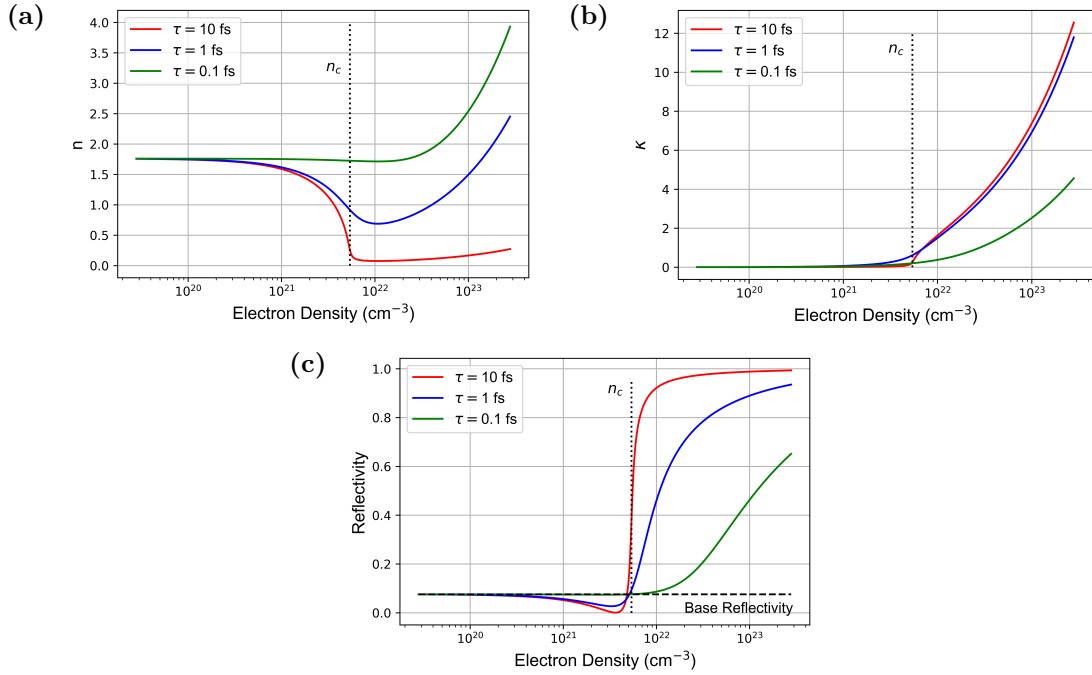 (a)
4.0
3.5
3.0
2.5
2.0
1.5
1.0
0.5
0.0
n
τ = 10 fs
τ = 1 fs
τ = 0.1 fs
n_c
10^20
10^21
10^22
10^23
Electron Density (cm^−3)
(b)
12
10
8
6
4
2
0
κ
τ = 10 fs
τ = 1 fs
τ = 0.1 fs
n_c
10^20
10^21
10^22
10^23
Electron Density (cm^−3)
(c)
1.0
0.8
0.6
0.4
0.2
0.0
Reflectivity
τ = 10 fs
τ = 1 fs
τ = 0.1 fs
n_c
Base Reflectivity
10^20
10^21
10^22
10^23
Electron Density (cm^−3)